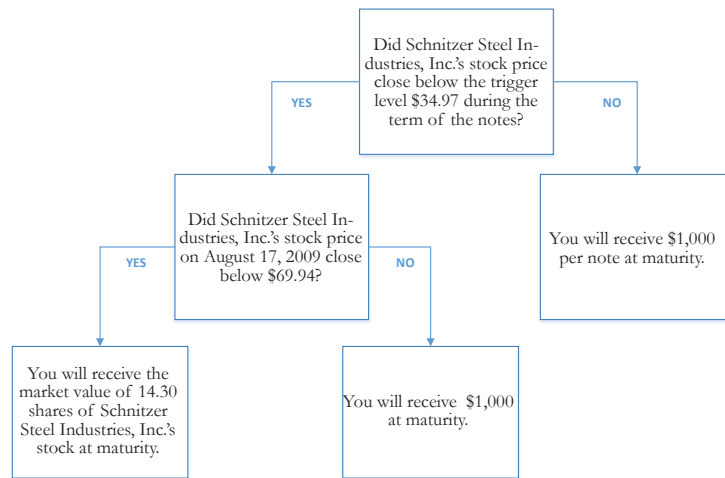 Did Schnitzer Steel In-
dustries, Inc.'s stock price
close below the trigger
level $34.97 during the
term of the notes?
YES
NO
Did Schnitzer Steel In-
dustries, Inc.'s stock price
on August 17, 2009 close
below $69.94?
You will receive $1,000
per note at maturity.
YES
NO
You will receive the
market value of 14.30
shares of Schnitzer
Steel Industries, Inc.'s
stock at maturity.
You will receive $1,000
at maturity.